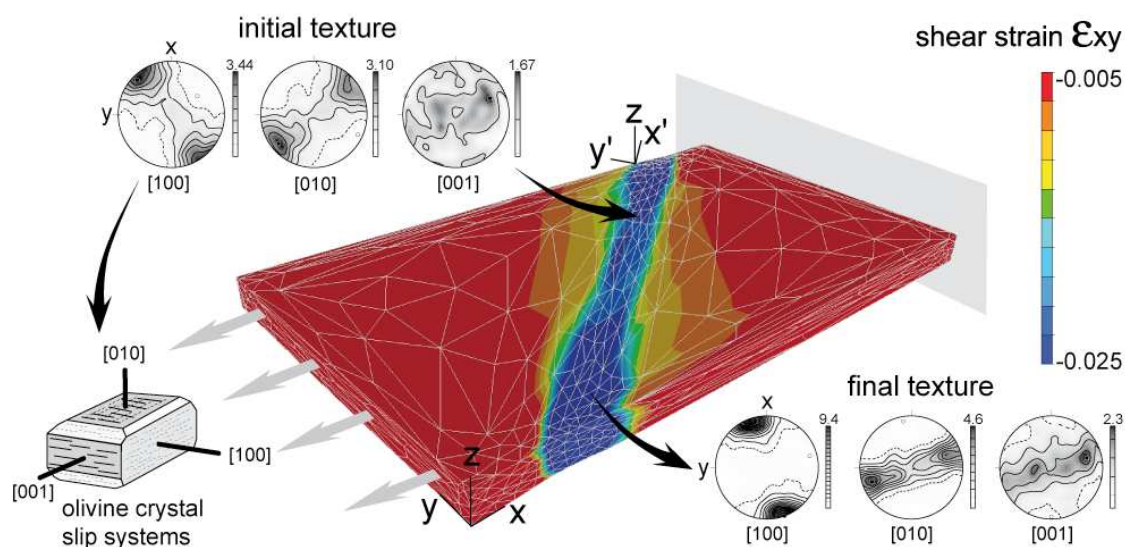 initial texture
shear strain εxy
x
3.44
3.10
1.67
y
[100]
[010]
[001]
z
x'
y'
-0.005
-0.025
[010]
[100]
[001]
olivine crystal
slip systems
z
y
x
final texture
x
9.4
4.6
2.3
y
[100]
[010]
[001]